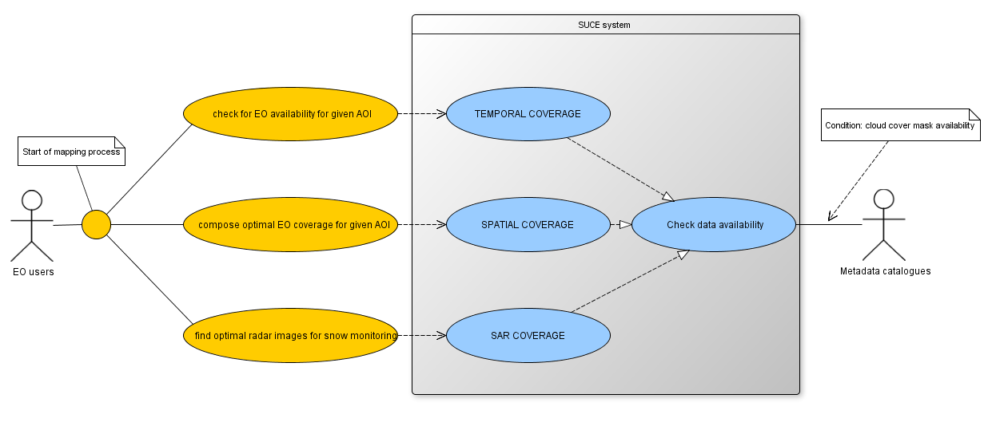 SUCE system
check for EO availability for given AOI
TEMPORAL COVERAGE
Condition: cloud cover mask availability
Start of mapping process
compose optimal EO coverage for given AOI
SPATIAL COVERAGE
Check data availability
EO users
Metadata catalogues
find optimal radar images for snow monitoring
SAR COVERAGE